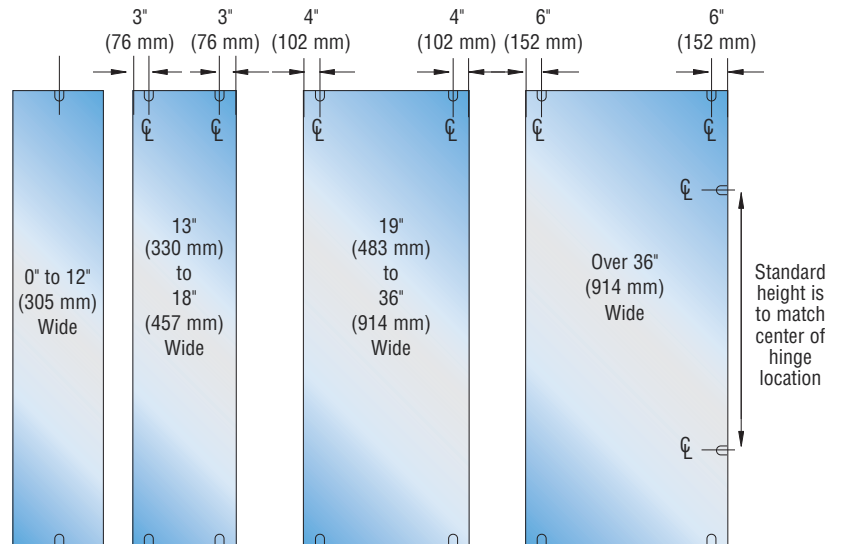 3" 3" 4" 4" 6" 6"
(76 mm) (76 mm) (102 mm) (102 mm) (152 mm) (152 mm)
℄ ℄ ℄ ℄ ℄ ℄
℄
0" to 12"
(305 mm)
Wide
13"
(330 mm)
to
18"
(457 mm)
Wide
19"
(483 mm)
to
36"
(914 mm)
Wide
Over 36"
(914 mm)
Wide
Standard
height is
to match
center of
hinge
location
℄